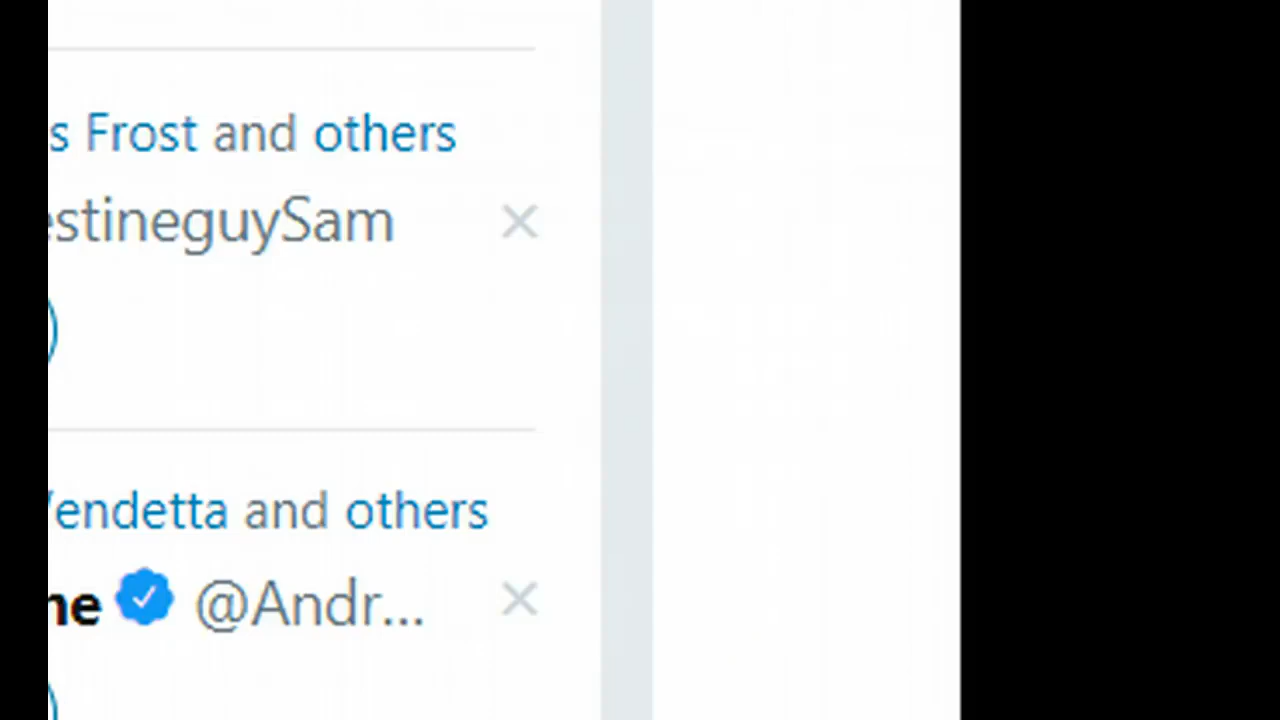 s Frost and others
estineguySam
Vendetta and others
ne @Andr...